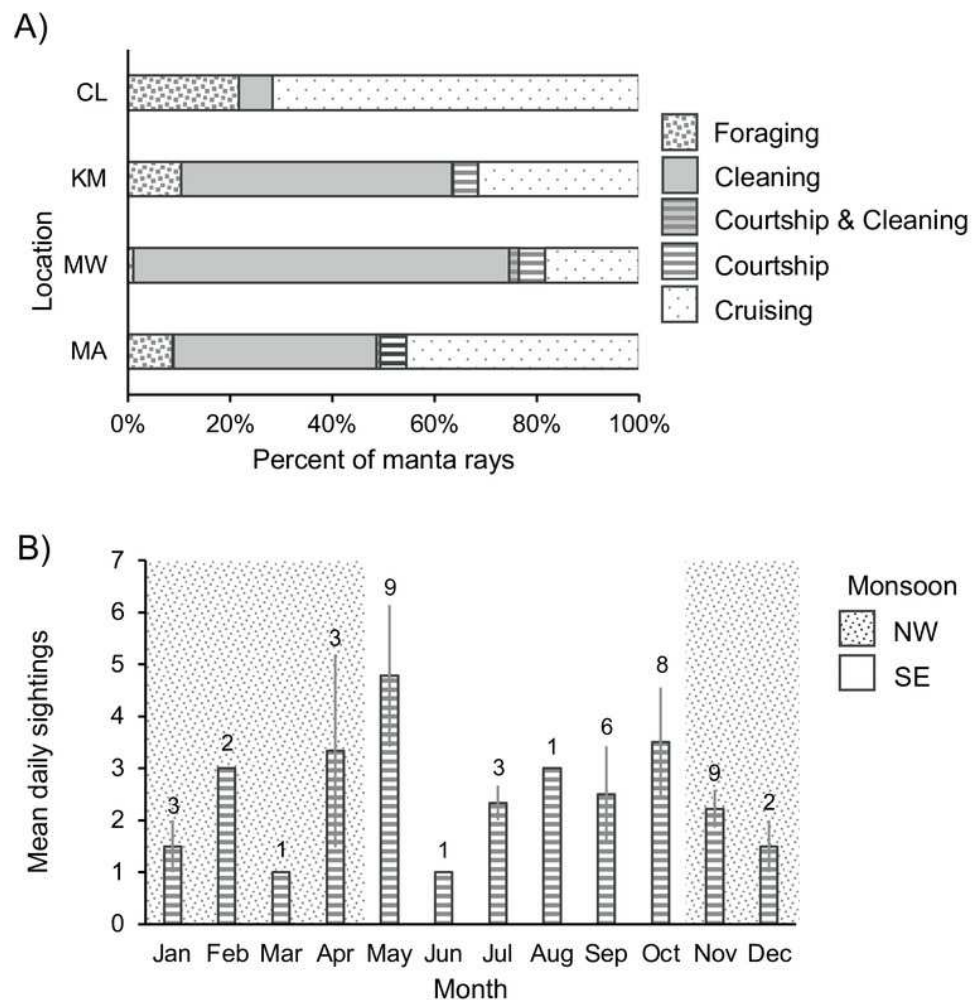 A)
CL
KM
MW
MA
Location
0% 20% 40% 60% 80% 100%
Percent of manta rays
Foraging
Cleaning
Courtship & Cleaning
Courtship
Cruising
B)
Mean daily sightings
7
6
5
4
3
2
1
0
3 2 1 3 9 1 3 1 6 8 9 2
Jan Feb Mar Apr May Jun Jul Aug Sep Oct Nov Dec
Month
Monsoon
NW
SE